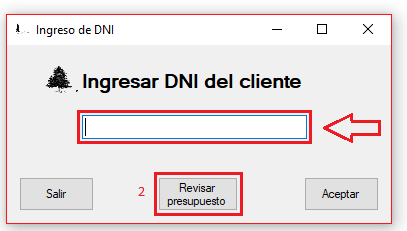 Ingreso de DNI
Ingresar DNI del cliente
Salir
2
Revisar
presupuesto
Aceptar